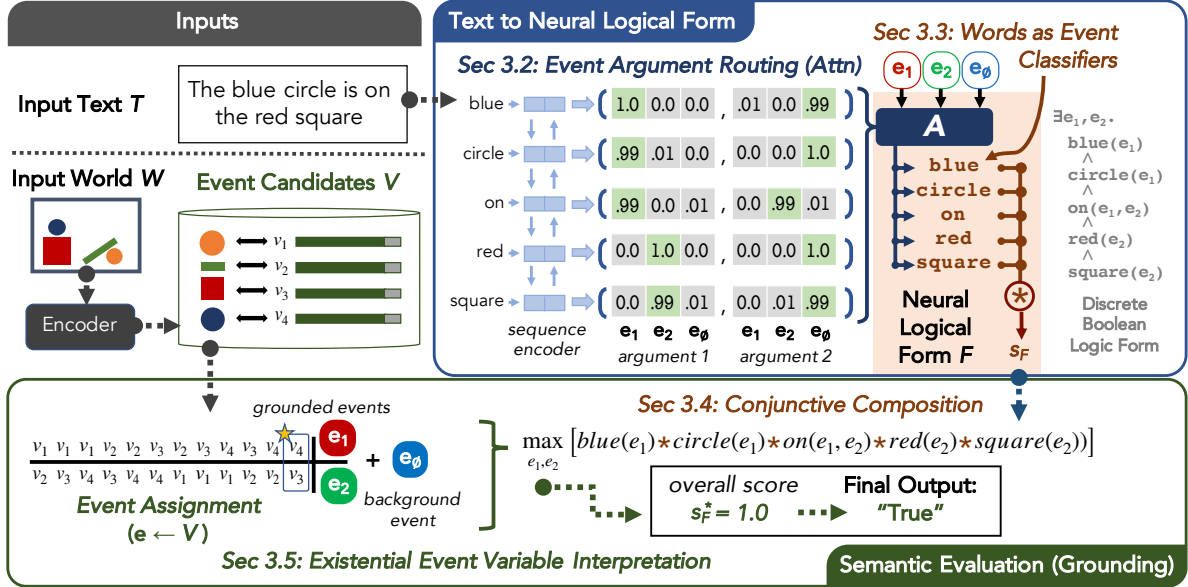 Inputs
Input Text T
The blue circle is on
the red square
Input World W
Event Candidates V
v1
v2
v3
v4
Encoder
Text to Neural Logical Form
Sec 3.2: Event Argument Routing (Attn)
blue ( 1.0 0.0 0.0 , .01 0.0 .99 )
circle ( .99 .01 0.0 , 0.0 0.0 1.0 )
on ( .99 0.0 .01 , 0.0 .99 .01 )
red ( 0.0 1.0 0.0 , 0.0 0.0 1.0 )
square ( 0.0 .99 .01 , 0.0 .01 .99 )
sequence
encoder
e1 e2 eø e1 e2 eø
argument 1 argument 2
Sec 3.3: Words as Event
Classifiers
e1 e2 eø
A
blue
circle
on
red
square
*
Neural
Logical
Form F
sF
∃e1,e2.
blue(e1)
∧
circle(e1)
∧
on(e1,e2)
∧
red(e2)
∧
square(e2)
Discrete
Boolean
Logic Form
grounded events
v1 v1 v1 v2 v2 v3 v2 v3 v4 v3 v4 v4 e1
v2 v3 v4 v3 v4 v4 v1 v1 v1 v2 v2 v3 e2
+ eø
background
event
Event Assignment
(e ← V)
Sec 3.5: Existential Event Variable Interpretation
Sec 3.4: Conjunctive Composition
max [blue(e1)★circle(e1)★on(e1, e2)★red(e2)★square(e2))]
e1,e2
overall score
s*F = 1.0
Final Output:
“True”
Semantic Evaluation (Grounding)